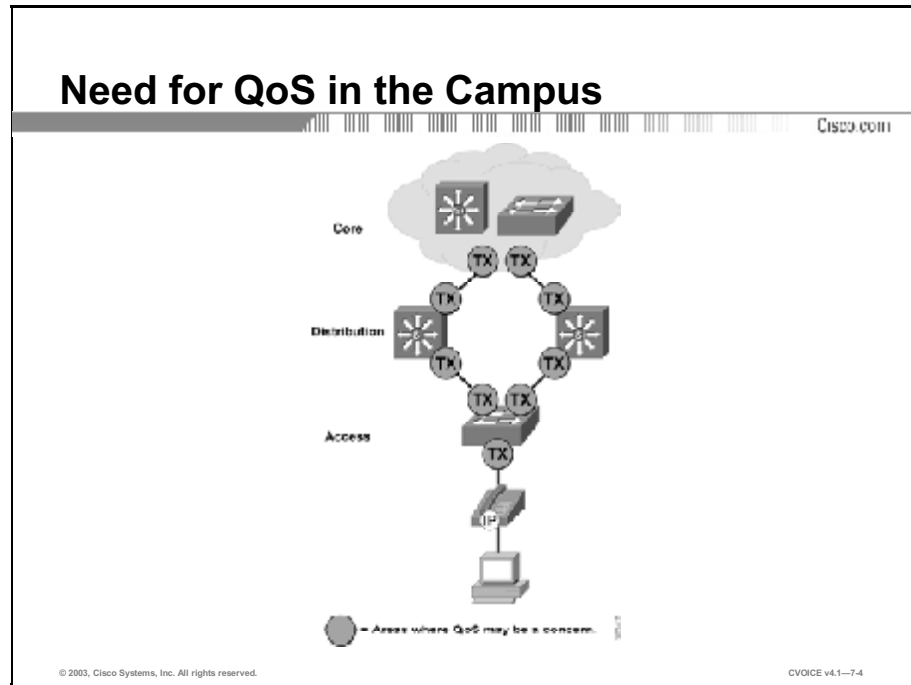 Need for QoS in the Campus
Cisco.com
Core
TX TX
TX TX
Distribution
TX TX
TX TX
Access
TX
IP
= Areas where QoS may be a concern.
© 2003, Cisco Systems, Inc. All rights reserved.
CVOICE v4.1—7-4